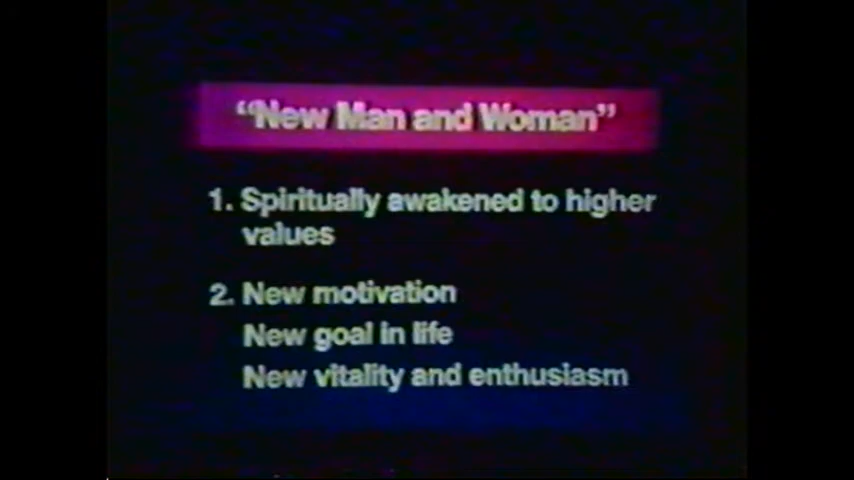 “New Man and Woman”
1. Spiritually awakened to higher
values
2. New motivation
New goal in life
New vitality and enthusiasm